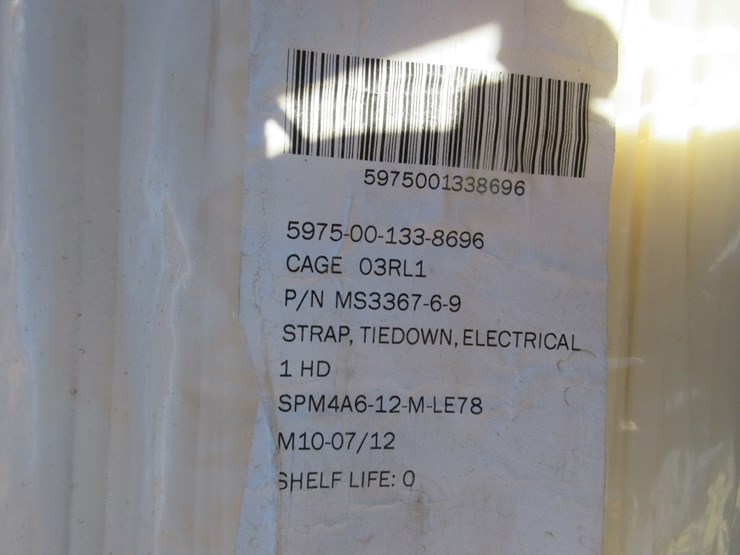 5975001338696
5975-00-133-8696
CAGE 03RL1
P/N MS3367-6-9
STRAP, TIEDOWN, ELECTRICAL
1 HD
SPM4A6-12-M-LE78
M10-07/12
SHELF LIFE: 0